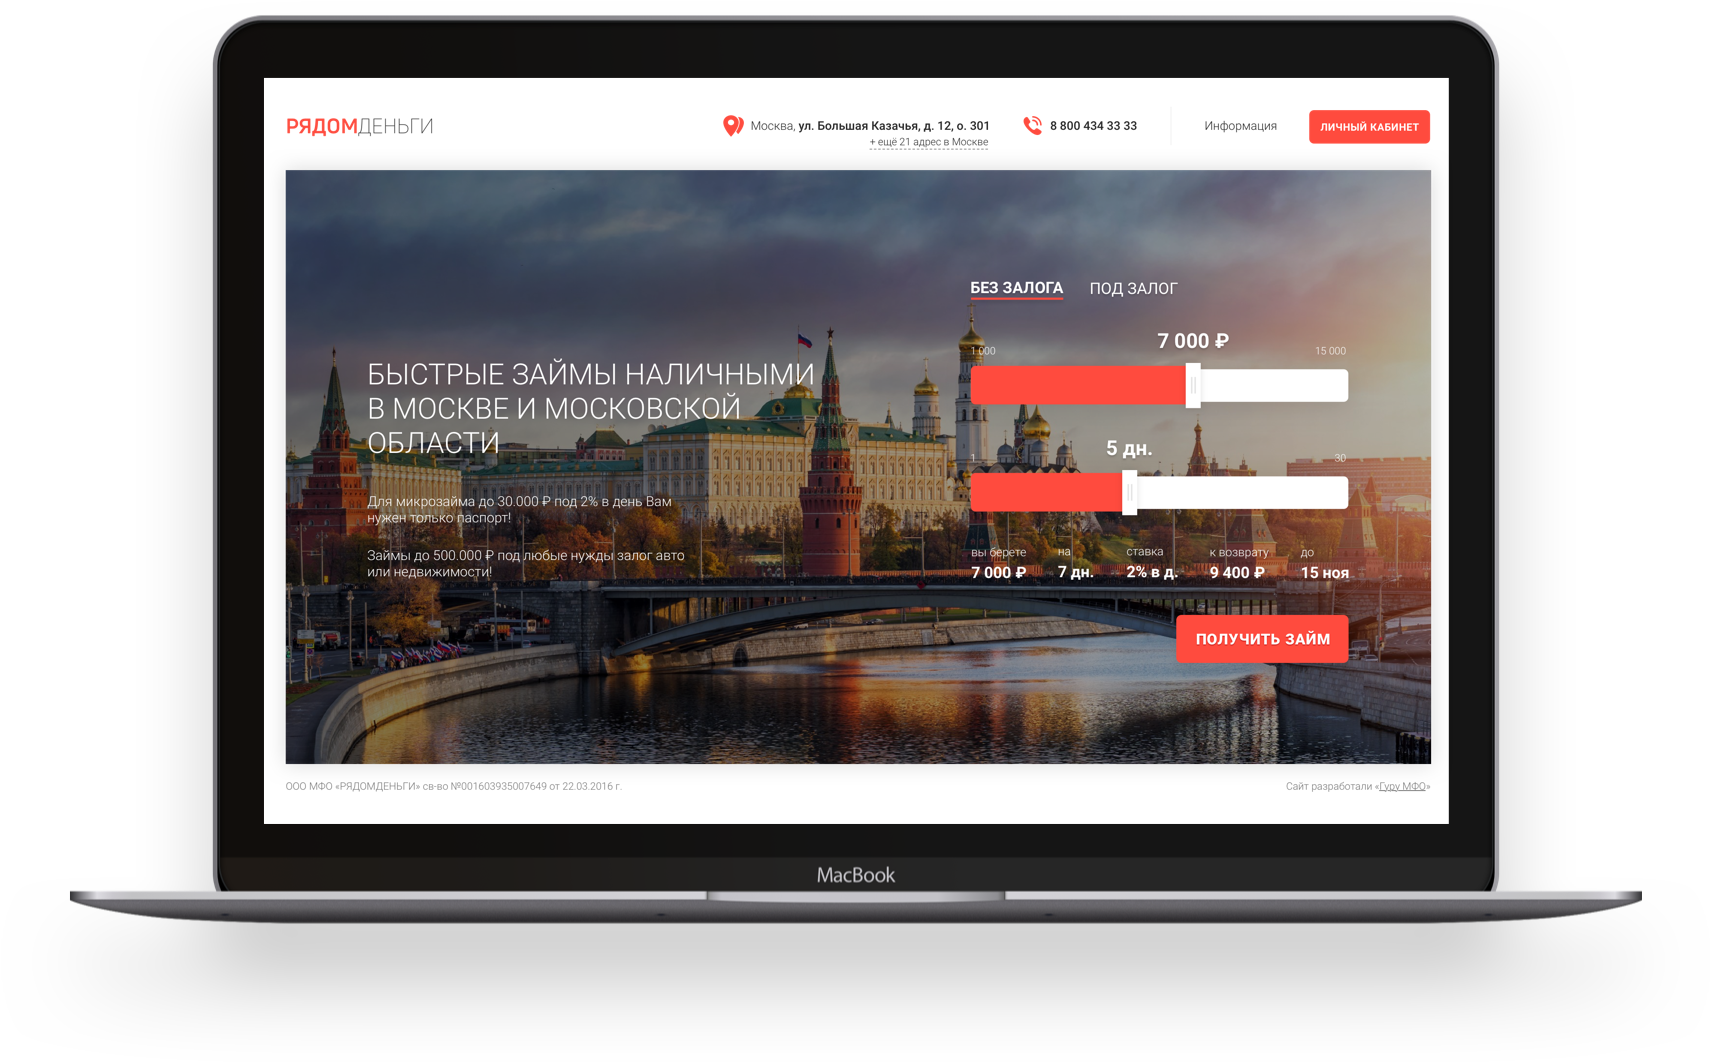 РЯДОМДЕНЬГИ
Москва, ул. Большая Казачья, д. 12, о. 301
+ ещё 21 адрес в Москве
8 800 434 33 33
Информация
ЛИЧНЫЙ КАБИНЕТ
БЫСТРЫЕ ЗАЙМЫ НАЛИЧНЫМИ
В МОСКВЕ И МОСКОВСКОЙ
ОБЛАСТИ
Для микрозайма до 30.000 ₽ под 2% в день Вам
нужен только паспорт!
Займы до 500.000 ₽ под любые нужды залог авто
или недвижимости!
БЕЗ ЗАЛОГА ПОД ЗАЛОГ
7 000 ₽
1 000 15 000
5 дн.
1 30
вы берете на ставка к возврату до
7 000 ₽ 7 дн. 2% в д. 9 400 ₽ 15 ноя
ПОЛУЧИТЬ ЗАЙМ
ООО МФО «РЯДОМДЕНЬГИ» св-во №001603935007649 от 22.03.2016 г.
Сайт разработали «Гуру МФО»
MacBook